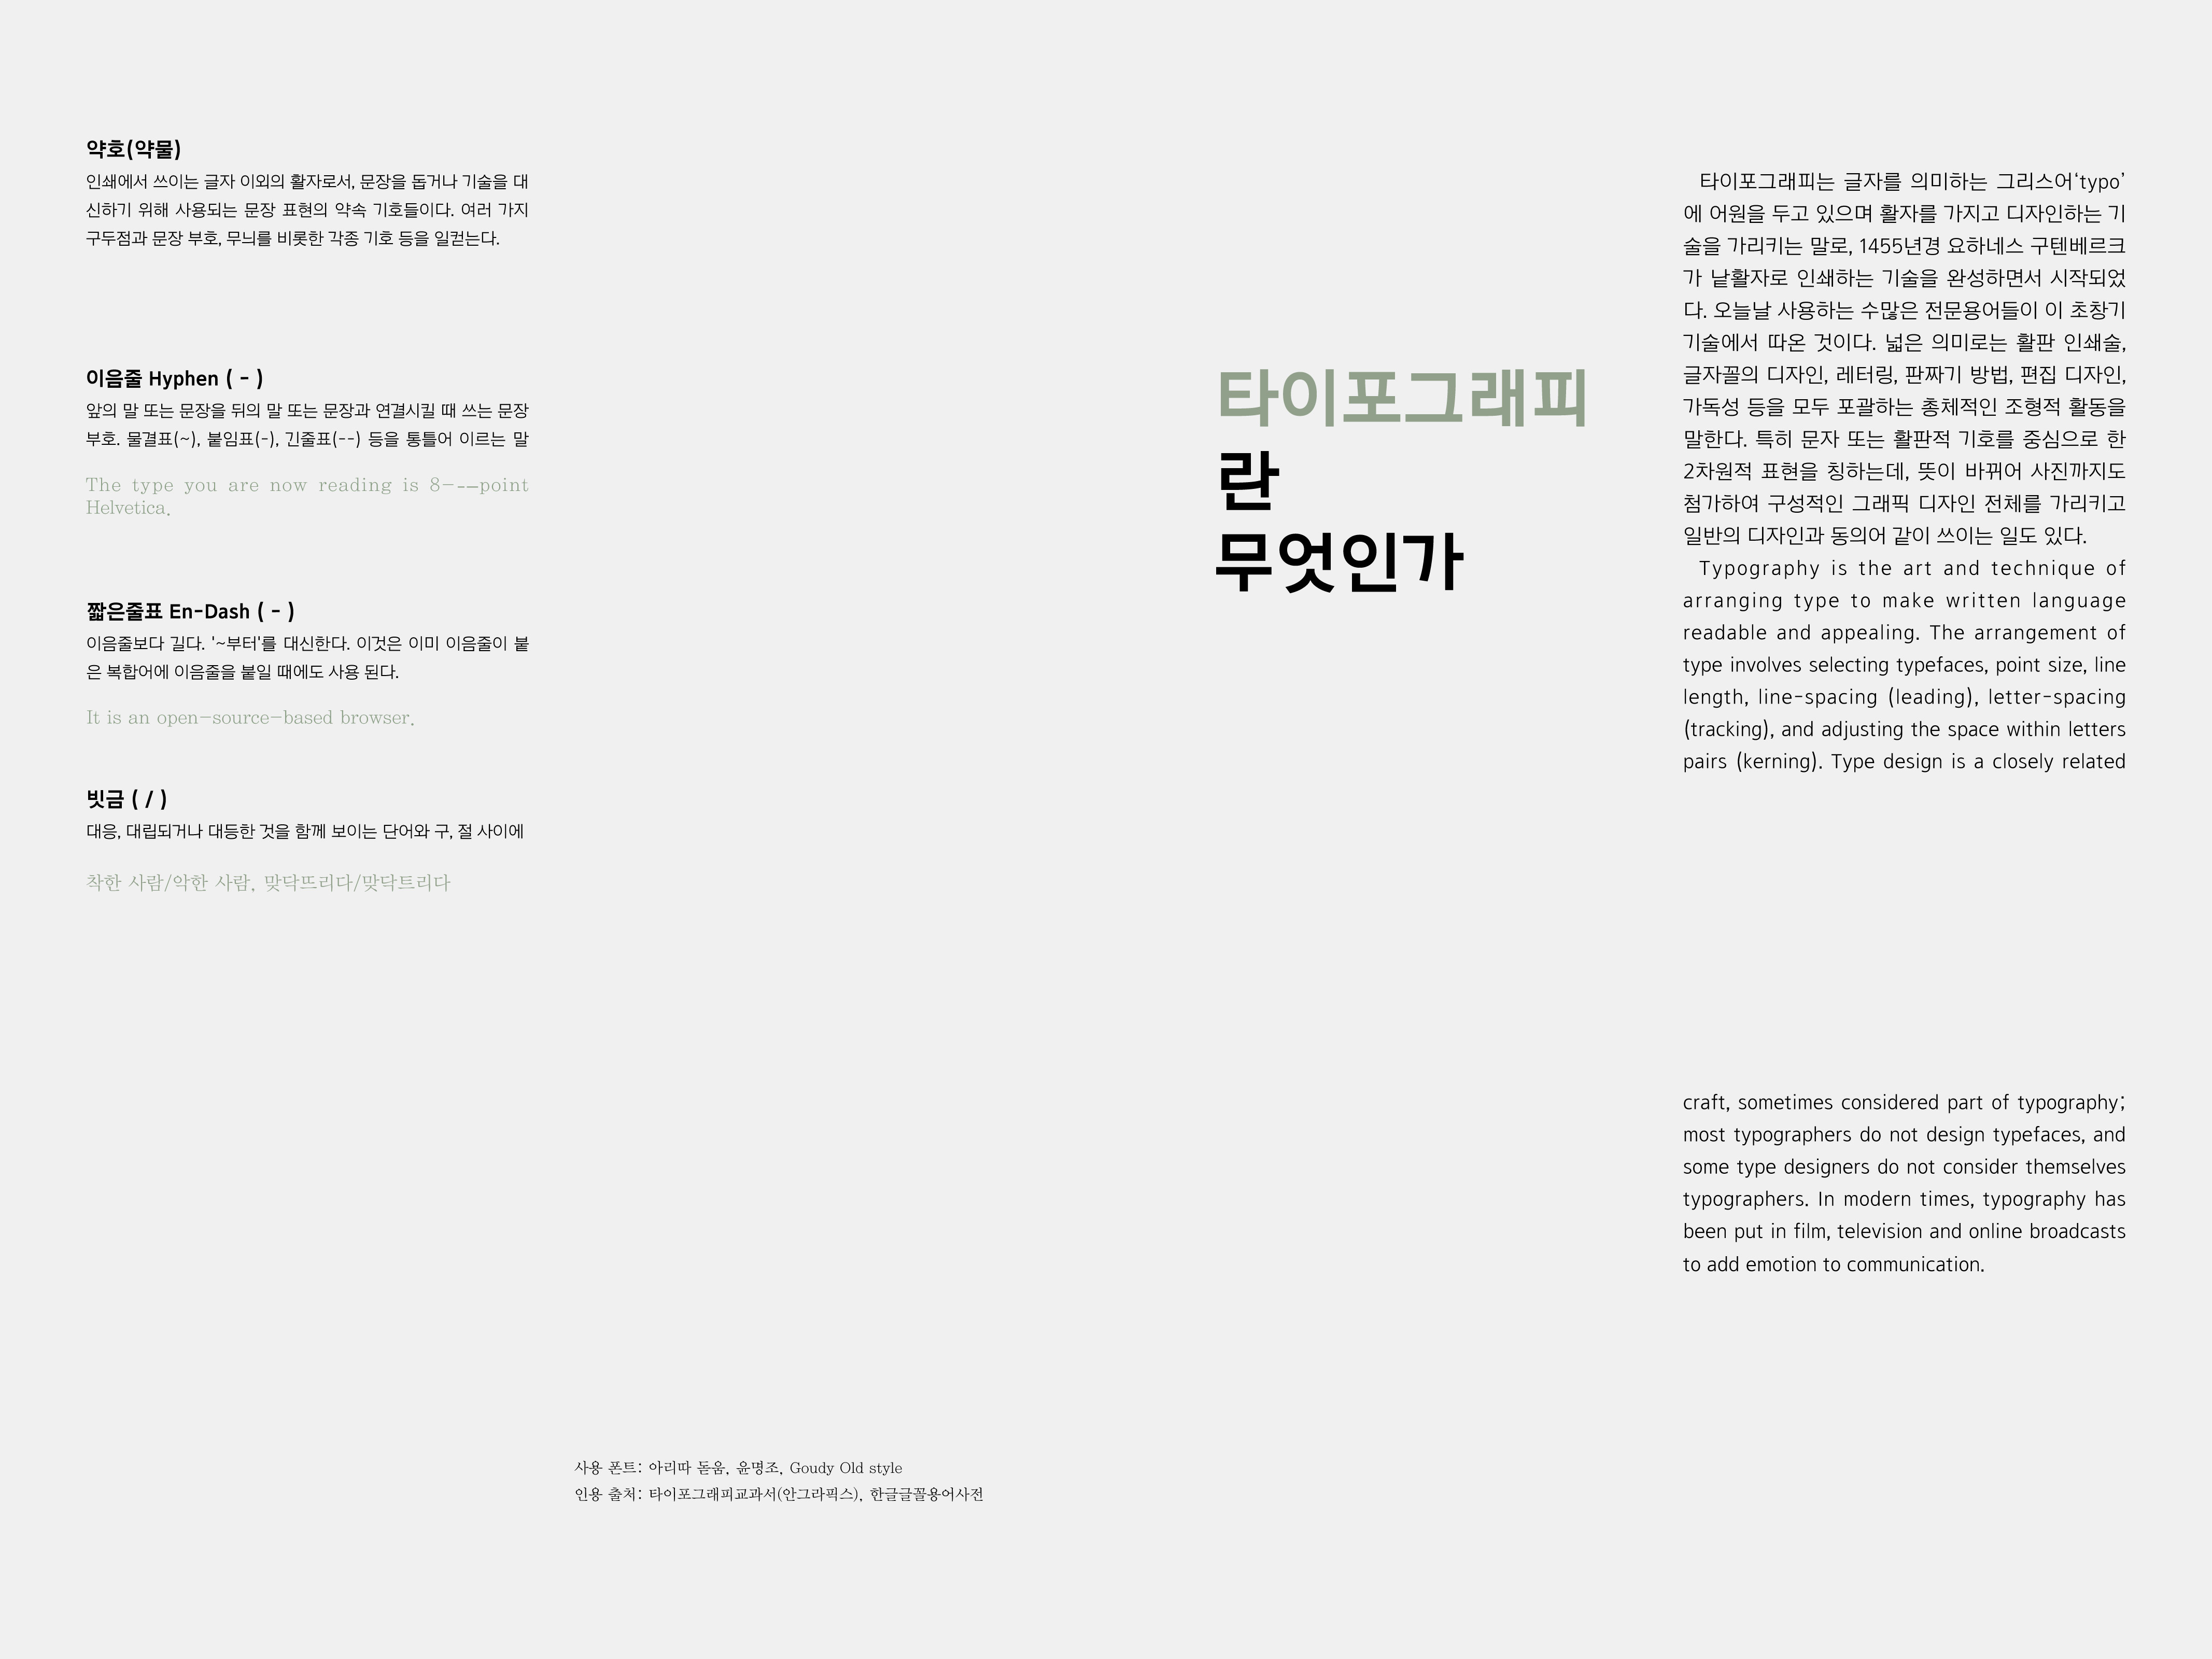 약호(약물)
인쇄에서 쓰이는 글자 이외의 활자로서, 문장을 돕거나 기술을 대
신하기 위해 사용되는 문장 표현의 약속 기호들이다. 여러 가지
구두점과 문장 부호, 무늬를 비롯한 각종 기호 등을 일컫는다.
이음줄 Hyphen ( - )
앞의 말 또는 문장을 뒤의 말 또는 문장과 연결시킬 때 쓰는 문장
부호. 물결표(~), 붙임표(-), 긴줄표(--) 등을 통틀어 이르는 말
The type you are now reading is 8—-—point
Helvetica.
짧은줄표 En-Dash ( - )
이음줄보다 길다. '~부터'를 대신한다. 이것은 이미 이음줄이 붙
은 복합어에 이음줄을 붙일 때에도 사용 된다.
It is an open—source—based browser.
빗금 ( / )
대응, 대립되거나 대등한 것을 함께 보이는 단어와 구, 절 사이에
착한 사람/악한 사람, 맞닥뜨리다/맞닥트리다
사용 폰트: 아리따 돋움, 윤명조, Goudy Old style
인용 출처: 타이포그래피교과서(안그라픽스), 한글글꼴용어사전
타이포그래피
란
무엇인가
타이포그래피는 글자를 의미하는 그리스어‘typo’
에 어원을 두고 있으며 활자를 가지고 디자인하는 기
술을 가리키는 말로, 1455년경 요하네스 구텐베르크
가 낱활자로 인쇄하는 기술을 완성하면서 시작되었
다. 오늘날 사용하는 수많은 전문용어들이 이 초창기
기술에서 따온 것이다. 넓은 의미로는 활판 인쇄술,
글자꼴의 디자인, 레터링, 판짜기 방법, 편집 디자인,
가독성 등을 모두 포괄하는 총체적인 조형적 활동을
말한다. 특히 문자 또는 활판적 기호를 중심으로 한
2차원적 표현을 칭하는데, 뜻이 바뀌어 사진까지도
첨가하여 구성적인 그래픽 디자인 전체를 가리키고
일반의 디자인과 동의어 같이 쓰이는 일도 있다.
Typography is the art and technique of
arranging type to make written language
readable and appealing. The arrangement of
type involves selecting typefaces, point size, line
length, line-spacing (leading), letter-spacing
(tracking), and adjusting the space within letters
pairs (kerning). Type design is a closely related
craft, sometimes considered part of typography;
most typographers do not design typefaces, and
some type designers do not consider themselves
typographers. In modern times, typography has
been put in film, television and online broadcasts
to add emotion to communication.